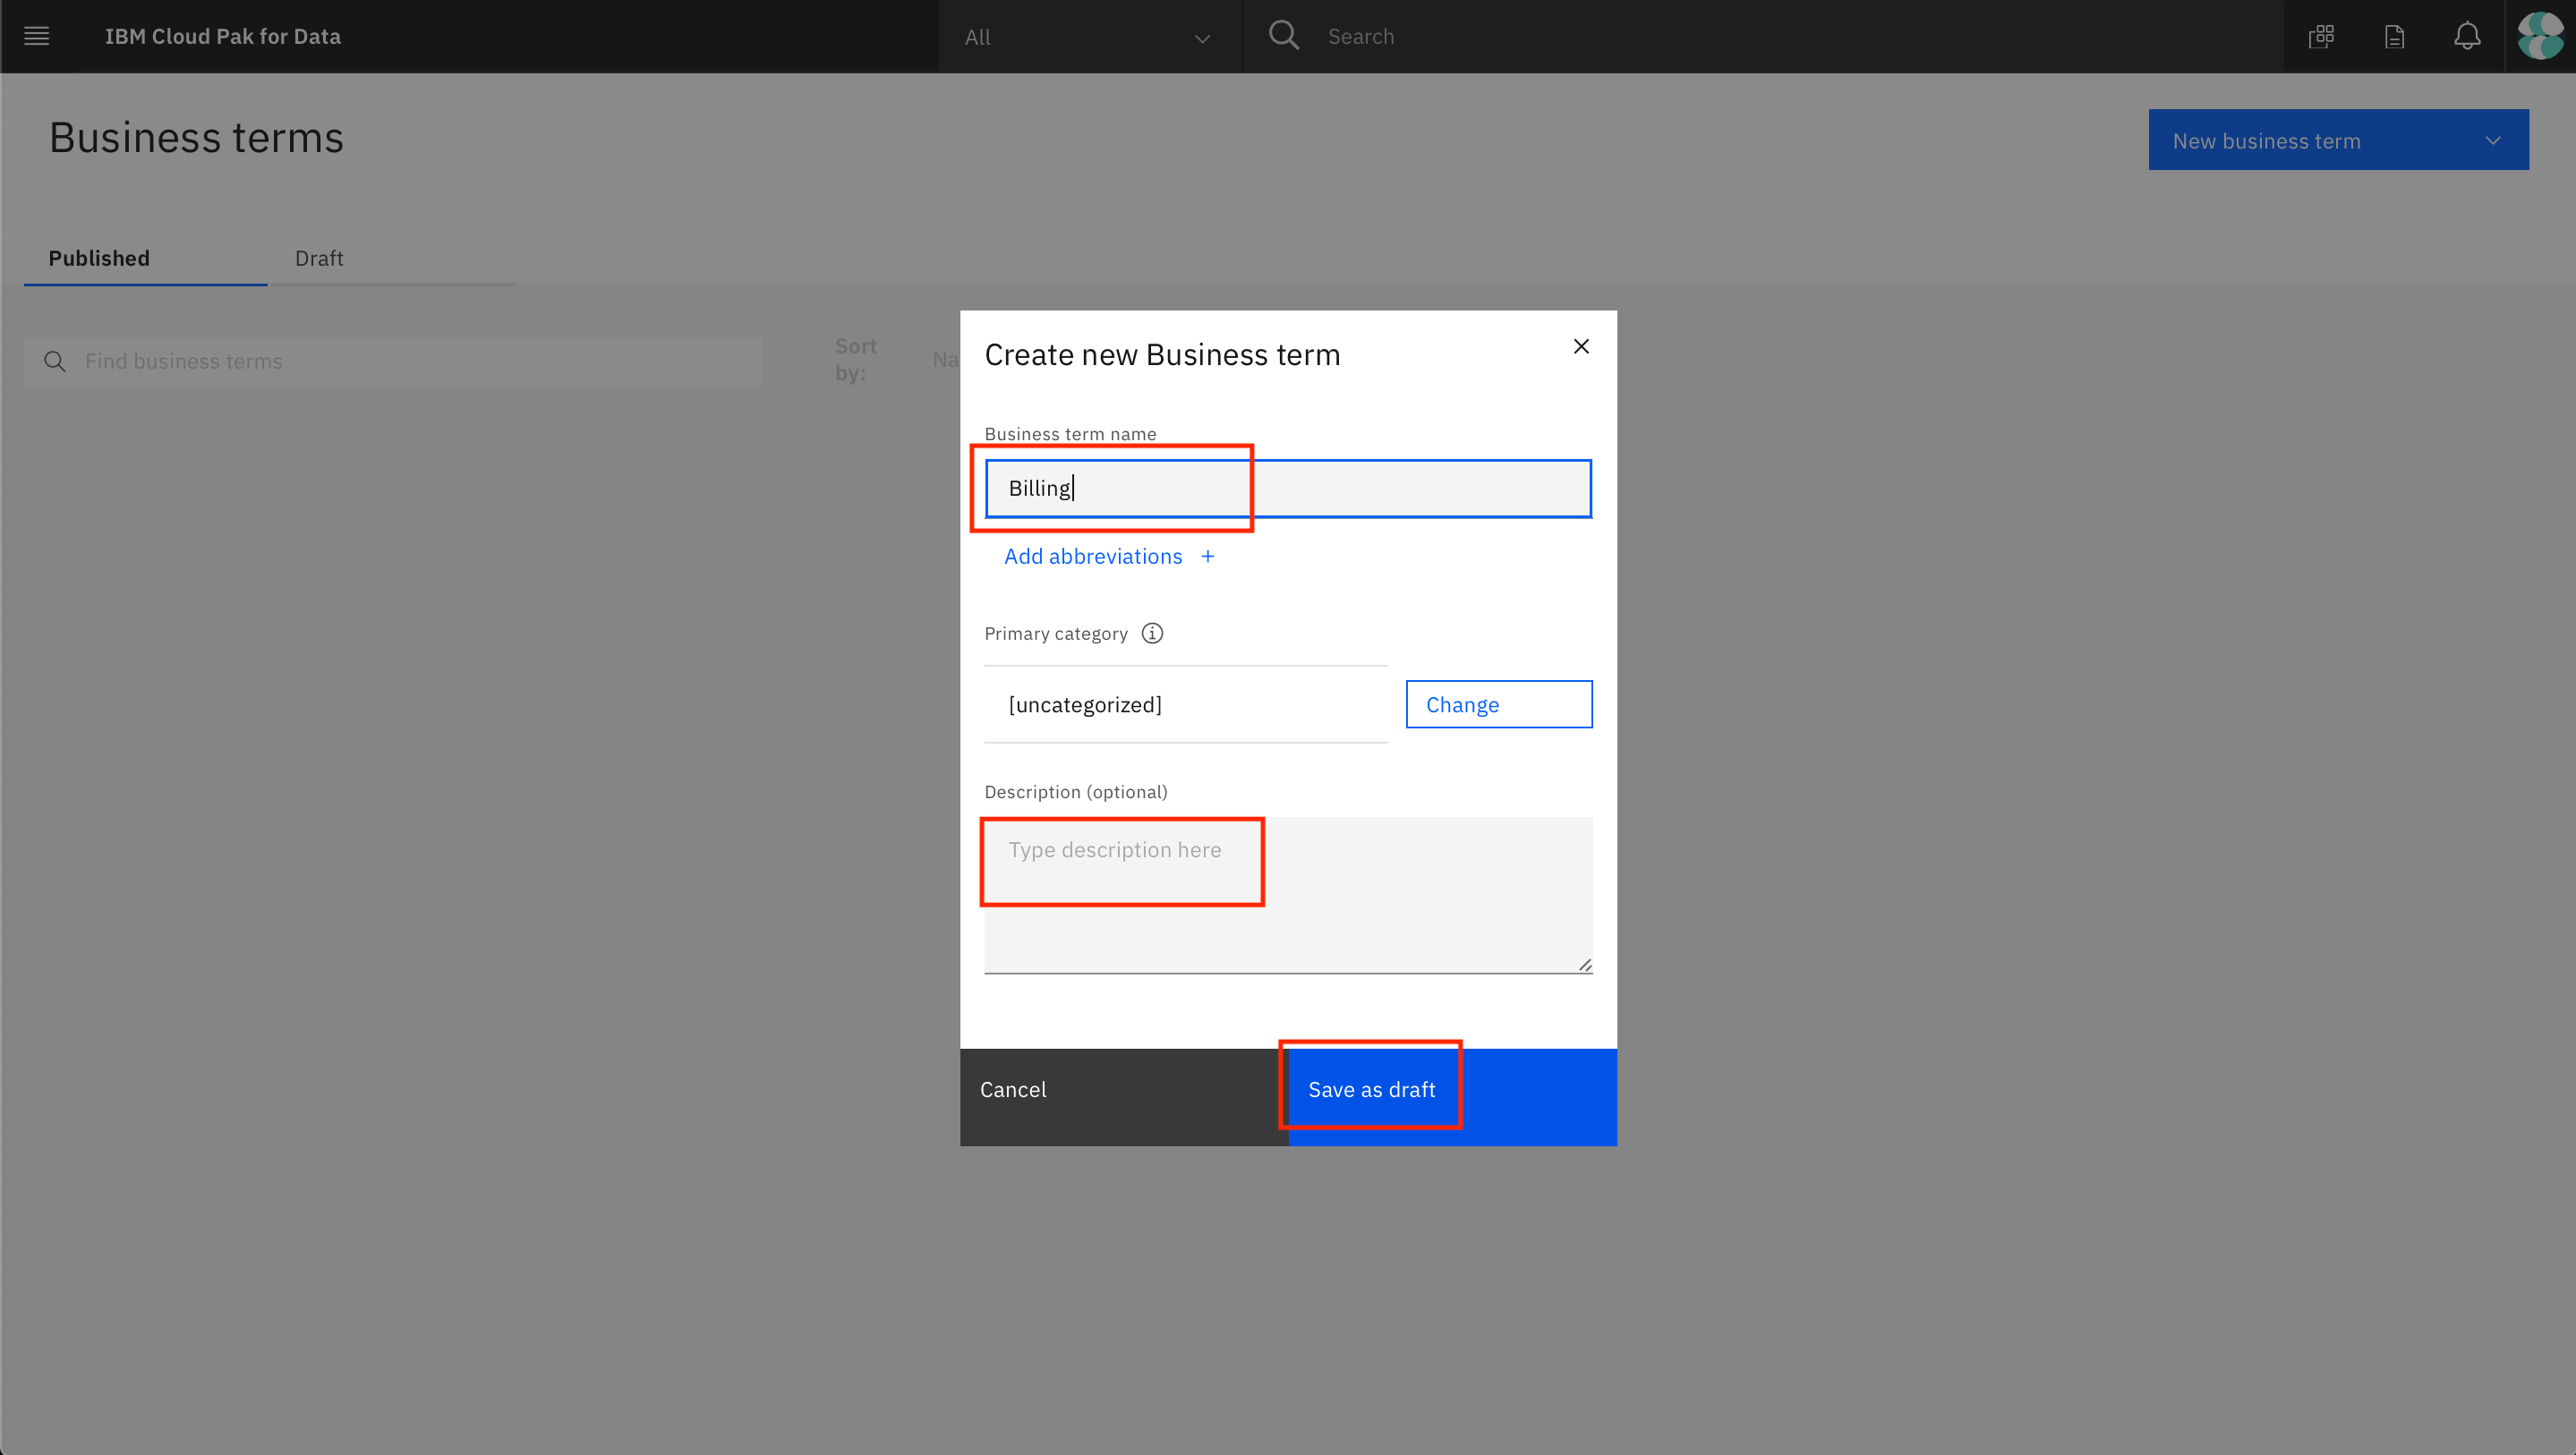 IBM Cloud Pak for Data
All
Search
Business terms
New business term
Published
Draft
Find business terms
Sort by:
Na
Create new Business term
Business term name
Billing
Add abbreviations +
Primary category
[uncategorized]
Change
Description (optional)
Type description here
Cancel
Save as draft